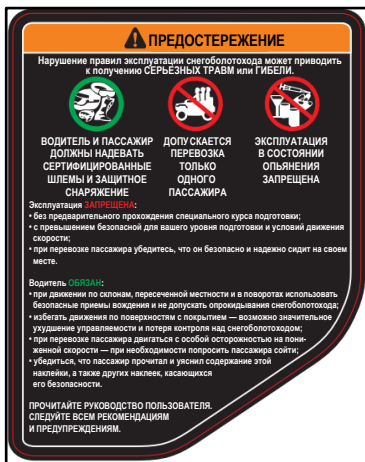 ПРЕДОСТЕРЕЖЕНИЕ
Нарушение правил эксплуатации снегоболотохода может приводить
к получению СЕРЬЕЗНЫХ ТРАВМ или ГИБЕЛИ.
ВОДИТЕЛЬ И ПАССАЖИР
ДОЛЖНЫ НАДЕВАТЬ
СЕРТИФИЦИРОВАННЫЕ
ШЛЕМЫ И ЗАЩИТНОЕ
СНАРЯЖЕНИЕ
ДОПУСКАЕТСЯ
ПЕРЕВОЗКА
ТОЛЬКО
ОДНОГО
ПАССАЖИРА
ЭКСПЛУАТАЦИЯ
В СОСТОЯНИИ
ОПЬЯНЕНИЯ
ЗАПРЕЩЕНА
Эксплуатация ЗАПРЕЩЕНА:
• без предварительного прохождения специального курса подготовки;
• с превышением безопасной для вашего уровня подготовки и условий движения
скорости;
• при перевозке пассажира убедитесь, что он безопасно и надежно сидит на своем
месте.
Водитель ОБЯЗАН:
• при движении по склонам, пересеченной местности и в поворотах использовать
безопасные приемы вождения и не допускать опрокидывания снегоболотохода;
• избегать движения по поверхностям с покрытием — возможно значительное
ухудшение управляемости и потеря контроля над снегоболотоходом;
• при перевозке пассажира двигаться с особой осторожностью на пони-
женной скорости — при необходимости попросить пассажира сойти;
• убедиться, что пассажир прочитал и уяснил содержание этой
наклейки, а также других наклеек, касающихся
его безопасности.
ПРОЧИТАЙТЕ РУКОВОДСТВО ПОЛЬЗОВАТЕЛЯ.
СЛЕДУЙТЕ ВСЕМ РЕКОМЕНДАЦИЯМ
И ПРЕДУПРЕЖДЕНИЯМ.